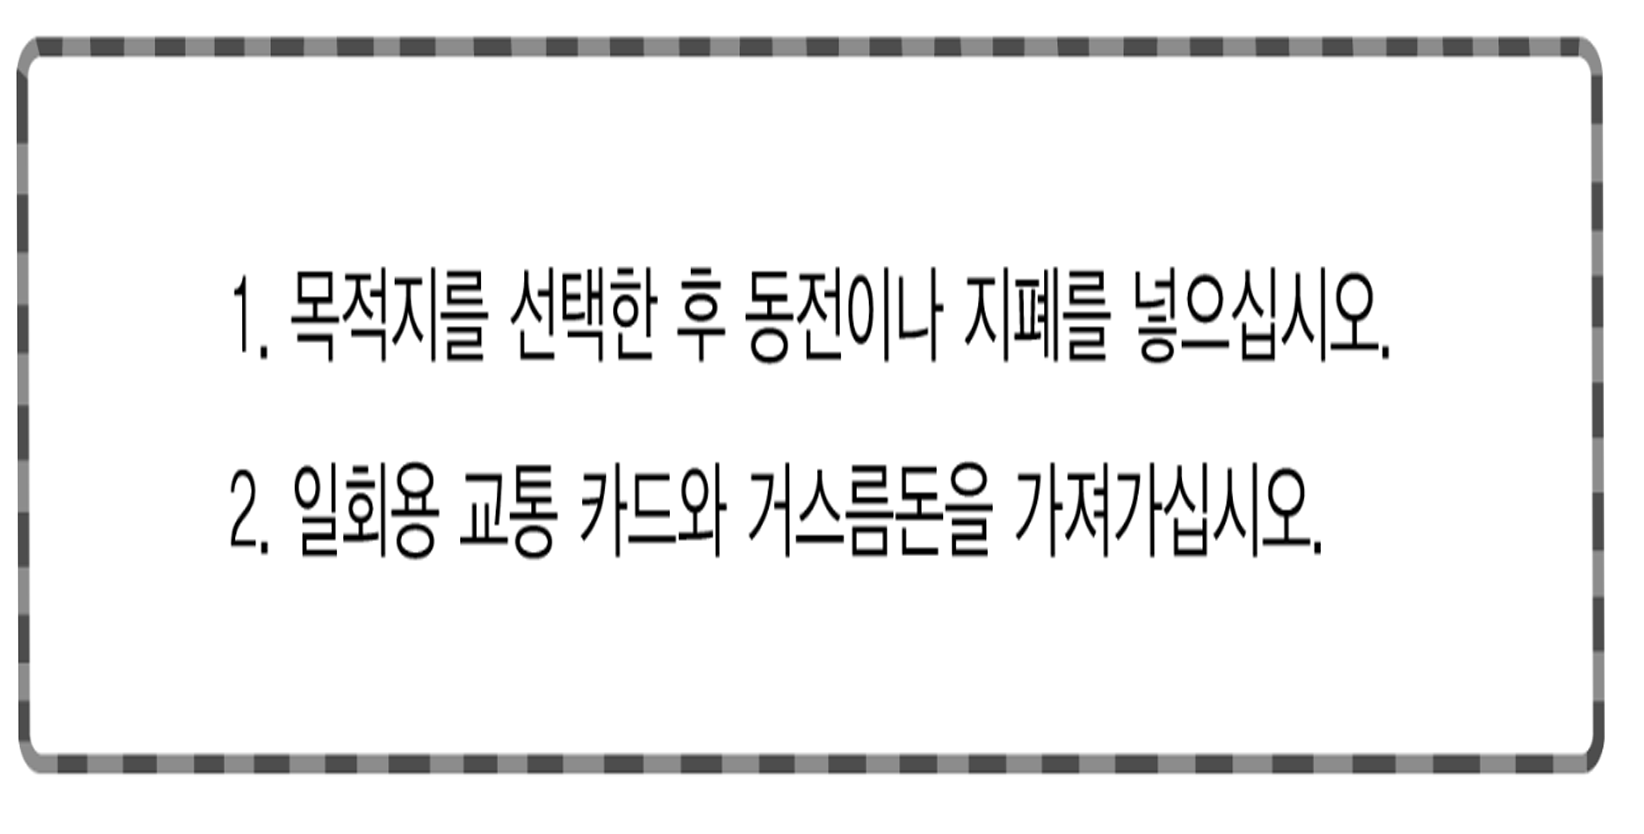 1. 목적지를 선택한 후 동전이나 지폐를 넣으십시오.
2. 일회용 교통 카드와 거스름돈을 가져가십시오.